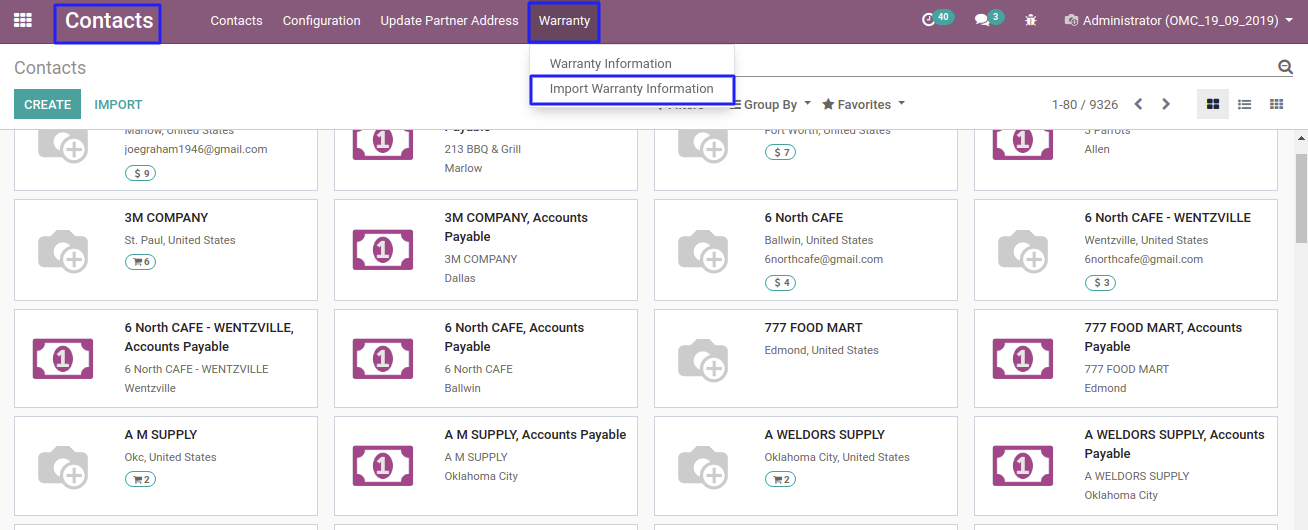 Contacts Contacts Configuration Update Partner Address Warranty 40 3 Administrator (OMC_19_09_2019)
Contacts
Warranty Information
Import Warranty Information
CREATE IMPORT Group By Favorites 1-80 / 9326
Marlow, United States
joegraham1946@gmail.com
$ 9
Payable
213 BBQ & Grill
Marlow
Fort Worth, United States
$ 7
3 Parrots
Allen
3M COMPANY
St. Paul, United States
6
3M COMPANY, Accounts
Payable
3M COMPANY
Dallas
6 North CAFE
Ballwin, United States
6northcafe@gmail.com
$ 4
6 North CAFE - WENTZVILLE
Wentzville, United States
6northcafe@gmail.com
$ 3
6 North CAFE - WENTZVILLE,
Accounts Payable
6 North CAFE - WENTZVILLE
Wentzville
6 North CAFE, Accounts
Payable
6 North CAFE
Ballwin
777 FOOD MART
Edmond, United States
777 FOOD MART, Accounts
Payable
777 FOOD MART
Edmond
A M SUPPLY
Okc, United States
2
A M SUPPLY, Accounts Payable
A M SUPPLY
Oklahoma City
A WELDORS SUPPLY
Oklahoma City, United States
2
A WELDORS SUPPLY, Accounts
Payable
A WELDORS SUPPLY
Oklahoma City